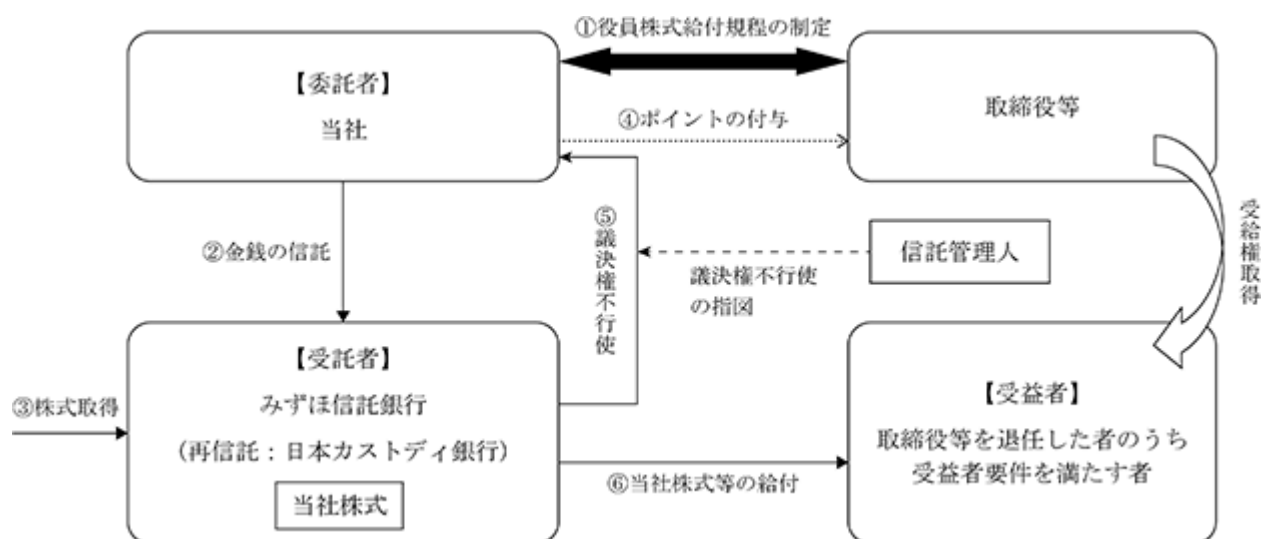 ①役員株式給付規程の制定
【委託者】
当社
取締役等
④ポイントの付与
②金銭の信託
⑤議決権不行使
議決権不行使
の指図
信託管理人
受給権取得
【受託者】
みずほ信託銀行
(再信託：日本カストディ銀行)
当社株式
③株式取得
⑥当社株式等の給付
【受益者】
取締役等を退任した者のうち
受益者要件を満たす者